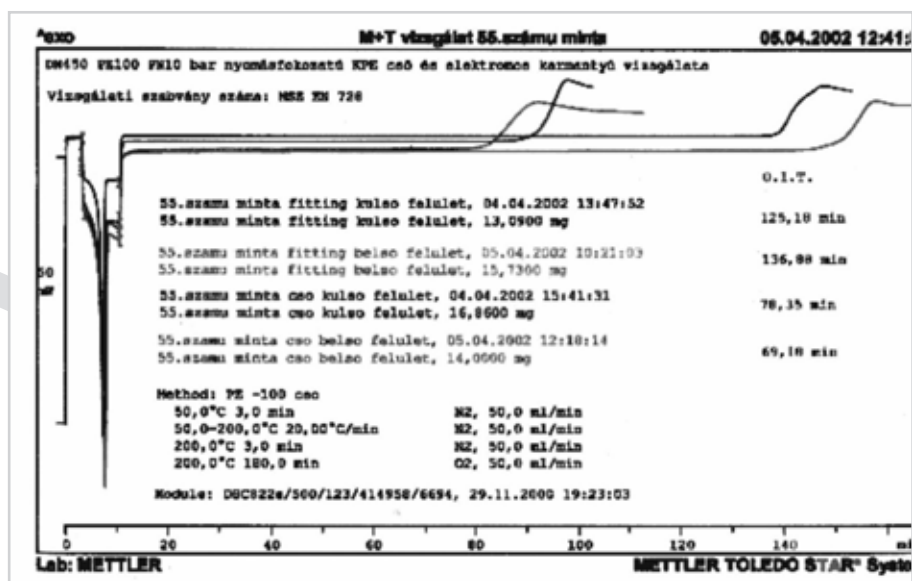 ^exo M+T vizsgálat 55.számu minta 05.04.2002 12:41:
DN450 PE100 PN10 bar nyomásfokozatú KPE cső és elektromos karmantyú vizsgálata
Vizsgálati szabvány száma: MSZ EN 728
O.I.T.
55.szamu minta fitting kulso felulet, 04.04.2002 13:47:52
55.szamu minta fitting kulso felulet, 13,0900 mg 125,18 min
55.szamu minta fitting belso felulet, 05.04.2002 10:21:03
55.szamu minta fitting belso felulet, 15,7300 mg 136,88 min
55.szamu minta cso kulso felulet, 04.04.2002 15:41:31
55.szamu minta cso kulso felulet, 16,8600 mg 78,35 min
55.szamu minta cso belso felulet, 05.04.2002 12:18:14
55.szamu minta cso belso felulet, 14,0000 mg 69,18 min
50
Method: PE -100 cso
50,0°C 3,0 min N2, 50,0 ml/min
50,0-200,0°C 20,00°C/min N2, 50,0 ml/min
200,0°C 3,0 min N2, 50,0 ml/min
200,0°C 180,0 min O2, 50,0 ml/min
Module: DSC822e/500/123/414958/6694, 29.11.2000 19:23:03
0 20 40 60 80 100 120 140
Lab: METTLER METTLER TOLEDO STARe Syste